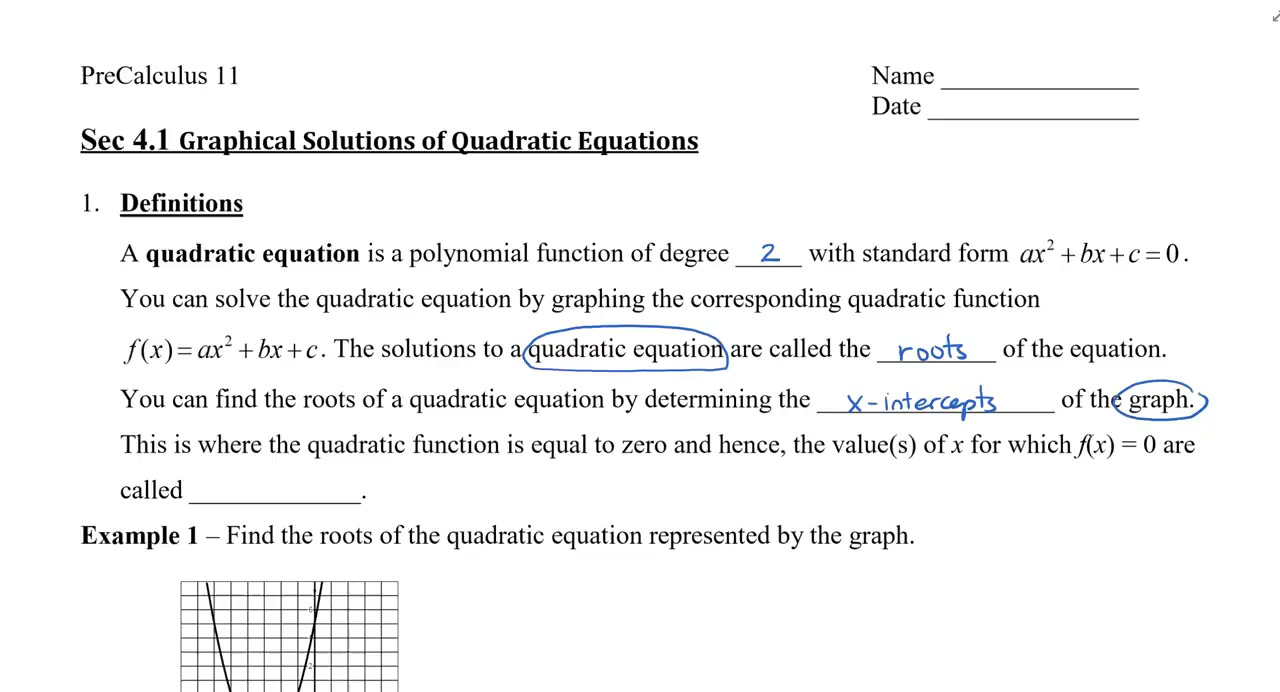 PreCalculus 11 Name ________________
Date _________________
Sec 4.1 Graphical Solutions of Quadratic Equations
1. Definitions
A quadratic equation is a polynomial function of degree 2 with standard form ax² + bx + c = 0.
You can solve the quadratic equation by graphing the corresponding quadratic function
f(x) = ax² + bx + c. The solutions to a quadratic equation are called the roots of the equation.
You can find the roots of a quadratic equation by determining the x-intercepts of the graph.
This is where the quadratic function is equal to zero and hence, the value(s) of x for which f(x) = 0 are
called _____________.
Example 1 – Find the roots of the quadratic equation represented by the graph.
6
2